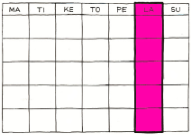 MA TI KE TO PE LA SU